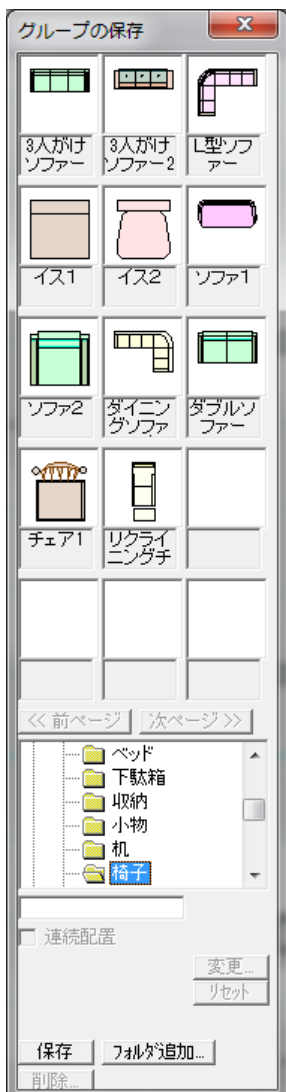 グループの保存
3人がけ
ソファー
3人がけ
ソファー2
L型ソフ
ァー
イス1
イス2
ソファ1
ソファ2
ダイニン
グソファ
ダブルソ
ファー
チェア1
リクライ
ニングチ
<< 前ページ
次ページ >>
ベッド
下駄箱
収納
小物
机
椅子
連続配置
変更...
リセット
保存
フォルダ追加...
削除...